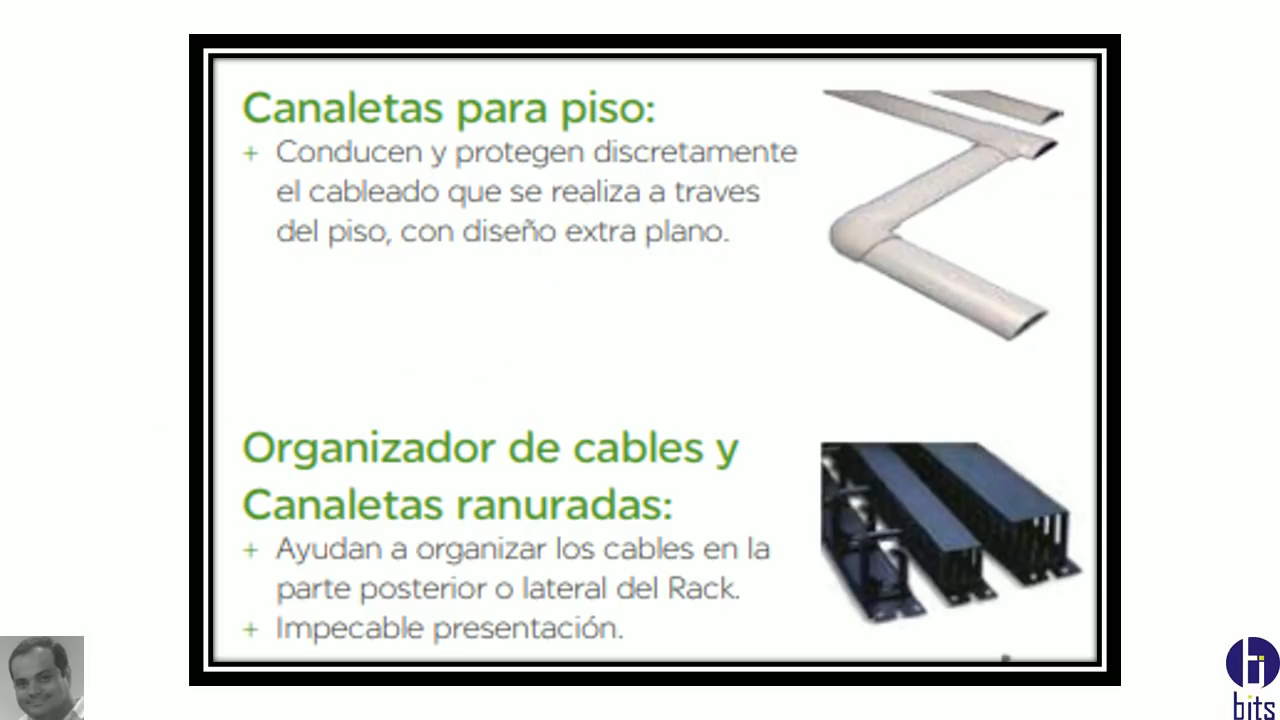 Canaletas para piso:
+ Conducen y protegen discretamente
el cableado que se realiza a traves
del piso, con diseño extra plano.
Organizador de cables y
Canaletas ranuradas:
+ Ayudan a organizar los cables en la
parte posterior o lateral del Rack.
+ Impecable presentación.
bits